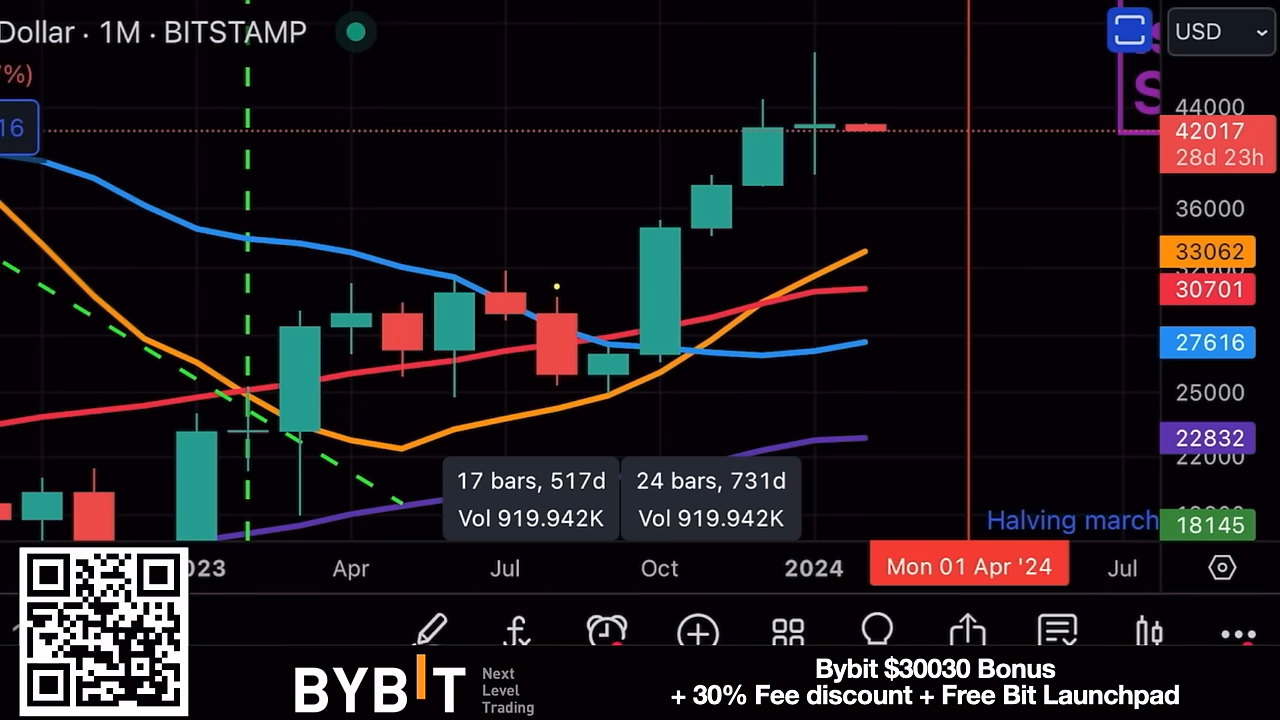 Dollar · 1M · BITSTAMP
USD
%)
S
44000
16
42017
28d 23h
36000
33062
30701
27616
25000
22832
22000
17 bars, 517d
Vol 919.942K
24 bars, 731d
Vol 919.942K
Halving march
18145
023
Apr
Jul
Oct
2024
Mon 01 Apr '24
Jul
BYBIT
Next
Level
Trading
Bybit $30030 Bonus
+ 30% Fee discount + Free Bit Launchpad